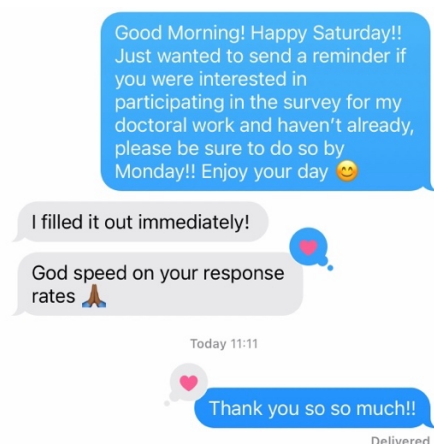 Good Morning! Happy Saturday!!
Just wanted to send a reminder if
you were interested in
participating in the survey for my
doctoral work and haven’t already,
please be sure to do so by
Monday!! Enjoy your day 😊
I filled it out immediately!
God speed on your response
rates 🙏🏾
Today 11:11
Thank you so so much!!
Delivered